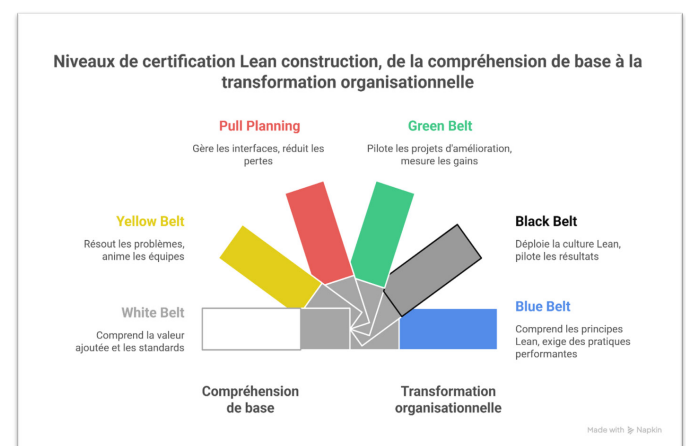 Niveaux de certification Lean construction, de la compréhension de base à la
transformation organisationnelle
Pull Planning
Gère les interfaces, réduit les
pertes
Green Belt
Pilote les projets d'amélioration,
mesure les gains
Yellow Belt
Résout les problèmes,
anime les équipes
Black Belt
Déploie la culture Lean,
pilote les résultats
White Belt
Comprend la valeur
ajoutée et les standards
Blue Belt
Comprend les principes
Lean, exige des pratiques
performantes
Compréhension
de base
Transformation
organisationnelle
Made with Napkin